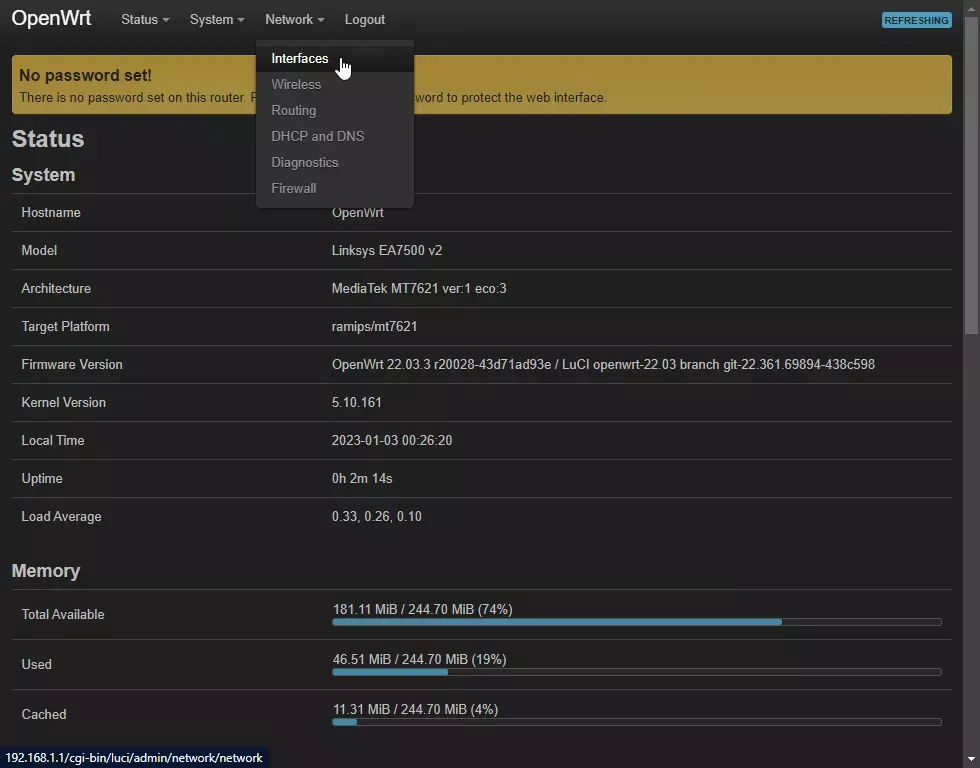 OpenWrt Status System Network Logout REFRESHING
Interfaces
Wireless
Routing
DHCP and DNS
Diagnostics
Firewall
No password set!
There is no password set on this router. word to protect the web interface.
Status
System
Hostname OpenWrt
Model Linksys EA7500 v2
Architecture MediaTek MT7621 ver:1 eco:3
Target Platform ramips/mt7621
Firmware Version OpenWrt 22.03.3 r20028-43d71ad93e / LuCI openwrt-22.03 branch git-22.361.69894-438c598
Kernel Version 5.10.161
Local Time 2023-01-03 00:26:20
Uptime 0h 2m 14s
Load Average 0.33, 0.26, 0.10
Memory
Total Available 181.11 MiB / 244.70 MiB (74%)
Used 46.51 MiB / 244.70 MiB (19%)
Cached 11.31 MiB / 244.70 MiB (4%)
192.168.1.1/cgi-bin/luci/admin/network/network